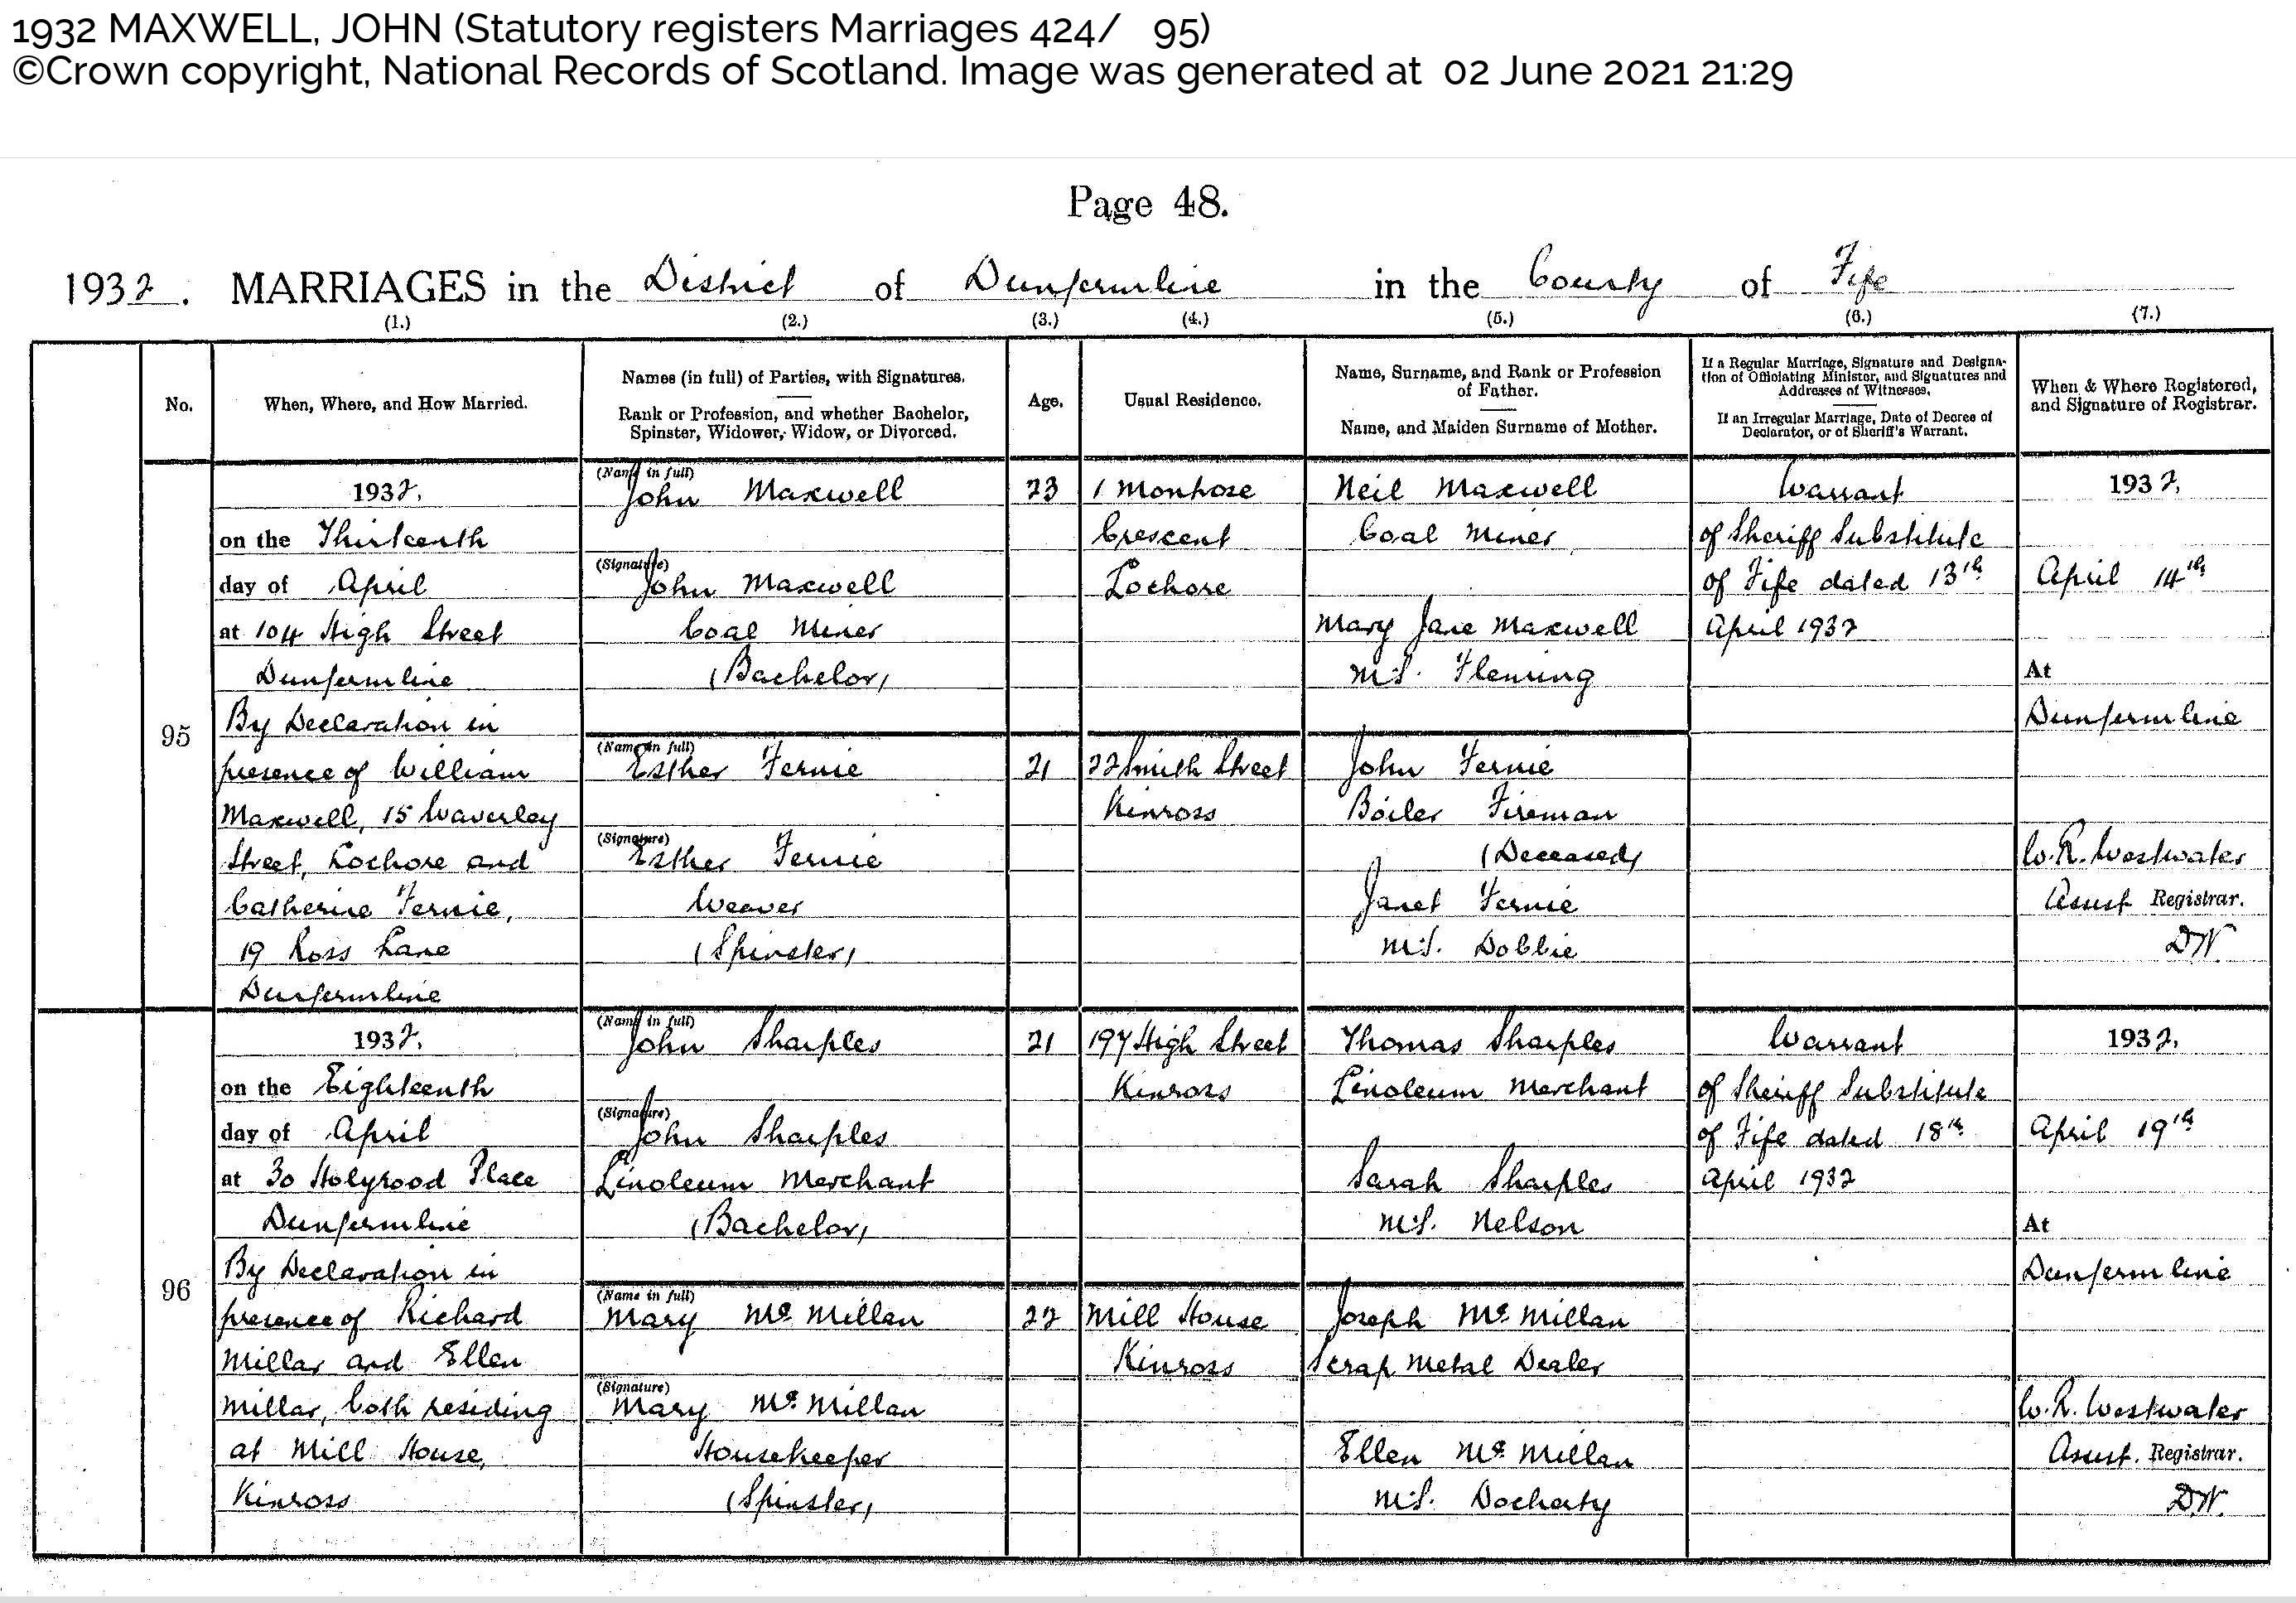 1932 MAXWELL, JOHN (Statutory registers Marriages 424/ 95)
©Crown copyright, National Records of Scotland. Image was generated at 02 June 2021 21:29
Page 48.
1932. MARRIAGES in the District of Dunfermline in the County of Fife
(1.) (2.) (3.) (4.) (5.) (6.) (7.)
No.
When, Where, and How Married.
Names (in full) of Parties, with Signatures.
Rank or Profession, and whether Bachelor,
Spinster, Widower, Widow, or Divorced.
Age.
Usual Residence.
Name, Surname, and Rank or Profession
of Father.
Name, and Maiden Surname of Mother.
If a Regular Marriage, Signature and Designa-
tion of Officiating Minister, and Signatures and
Addresses of Witnesses.
If an Irregular Marriage, Date of Decree of
Declarator, or of Sheriff's Warrant.
When & Where Registered,
and Signature of Registrar.
95
1932,
on the Thirteenth
day of April
at 104 High Street
Dunfermline
By Declaration in
presence of William
Maxwell, 15 Waverley
Street, Lochore and
Catherine Fernie,
19 Ross Lane
Dunfermline
(Name in full)
John Maxwell
(Signature)
John Maxwell
Coal Miner
(Bachelor)
23
1 Montrose
Crescent
Lochore
Neil Maxwell
Coal Miner
Mary Jane Maxwell
M.S. Fleming
(Name in full)
Esther Fernie
(Signature)
Esther Fernie
Weaver
(Spinster)
21
22 Smith Street
Kinross
John Fernie
Boiler Fireman
(Deceased)
Janet Fernie
M.S. Dobbie
Warrant
of Sheriff Substitute
of Fife dated 13th
April 1932
1932,
April 14th
At
Dunfermline
W. R. Westwater
Assist Registrar.
DW.
96
1932,
on the Eighteenth
day of April
at 30 Holyrood Place
Dunfermline
By Declaration in
presence of Richard
Millar and Ellen
Millar, both residing
at Mill House,
Kinross
(Name in full)
John Sharples
(Signature)
John Sharples
Linoleum Merchant
(Bachelor)
21
197 High Street
Kinross
Thomas Sharples
Linoleum Merchant
Sarah Sharples
M.S. Nelson
(Name in full)
Mary Mc Millan
(Signature)
Mary Mc Millan
Housekeeper
(Spinster)
22
Mill House
Kinross
Joseph Mc Millan
Scrap Metal Dealer
Ellen Mc Millan
M.S. Docherty
Warrant
of Sheriff Substitute
of Fife dated 18th
April 1932
1932,
April 19th
At
Dunfermline
W. R. Westwater
Assist. Registrar.
DW.